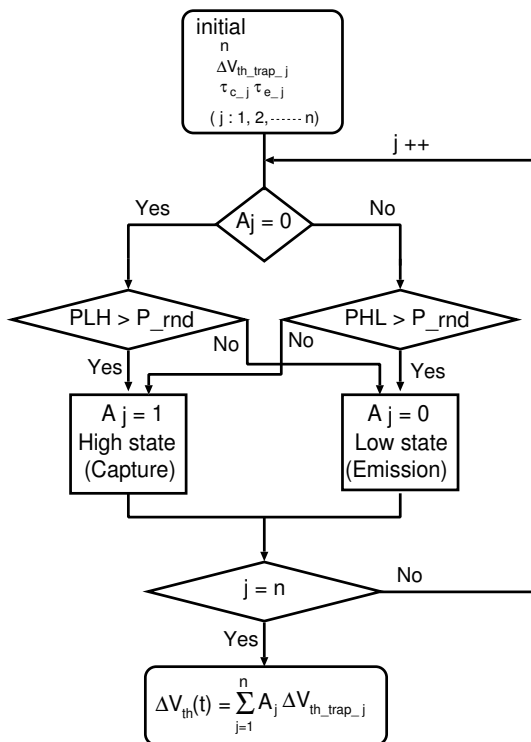 initial
n
ΔVth_trap_j
τc_j τe_j
( j : 1, 2, ------ n)
j ++
Yes
No
Aj = 0
PLH > P_rnd
PHL > P_rnd
No
No
Yes
Yes
A j = 1
High state
(Capture)
A j = 0
Low state
(Emission)
j = n
No
Yes
ΔVth(t) = Σ Aj ΔVth_trap_j
n
j=1